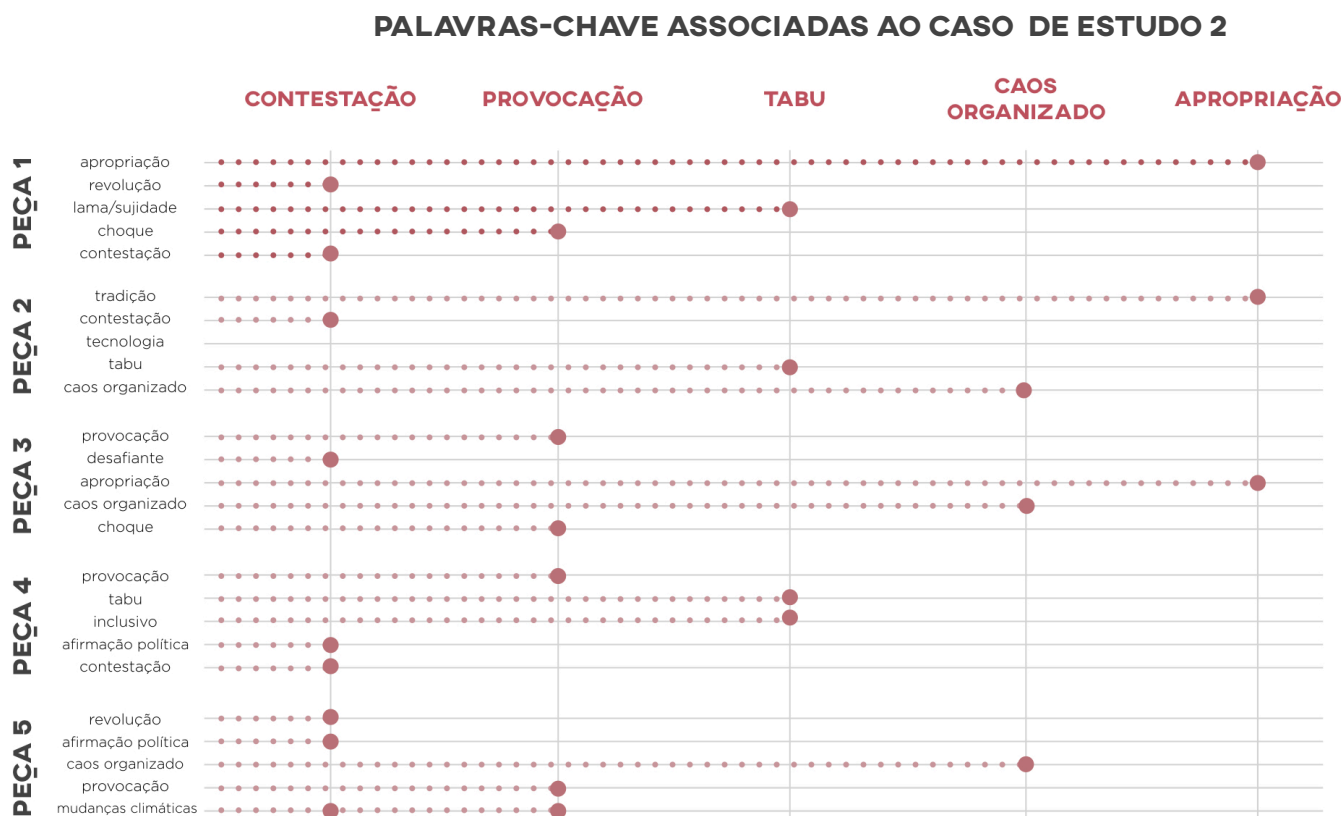 PALAVRAS-CHAVE ASSOCIADAS AO CASO DE ESTUDO 2
CONTESTAÇÃO
PROVOCAÇÃO
TABU
CAOS
ORGANIZADO
APROPRIAÇÃO
PEÇA 1
apropriação
revolução
lama/sujidade
choque
contestação
PEÇA 2
tradição
contestação
tecnologia
tabu
caos organizado
PEÇA 3
provocação
desafiante
apropriação
caos organizado
choque
PEÇA 4
provocação
tabu
inclusivo
afirmação política
contestação
PEÇA 5
revolução
afirmação política
caos organizado
provocação
mudanças climáticas